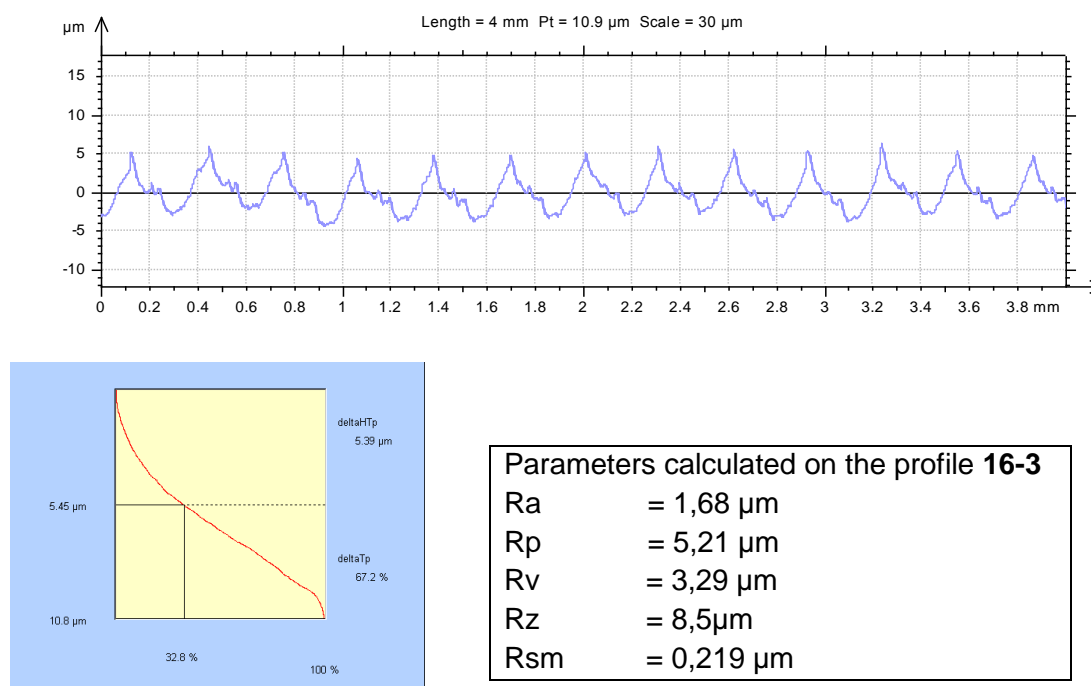 Length = 4 mm Pt = 10.9 µm Scale = 30 µm
µm
15
10
5
0
-5
-10
0 0.2 0.4 0.6 0.8 1 1.2 1.4 1.6 1.8 2 2.2 2.4 2.6 2.8 3 3.2 3.4 3.6 3.8 mm
deltaHTp
5.39 µm
5.45 µm
deltaTp
67.2 %
10.8 µm
32.8 %
100 %
Parameters calculated on the profile 16-3
Ra = 1,68 µm
Rp = 5,21 µm
Rv = 3,29 µm
Rz = 8,5µm
Rsm = 0,219 µm